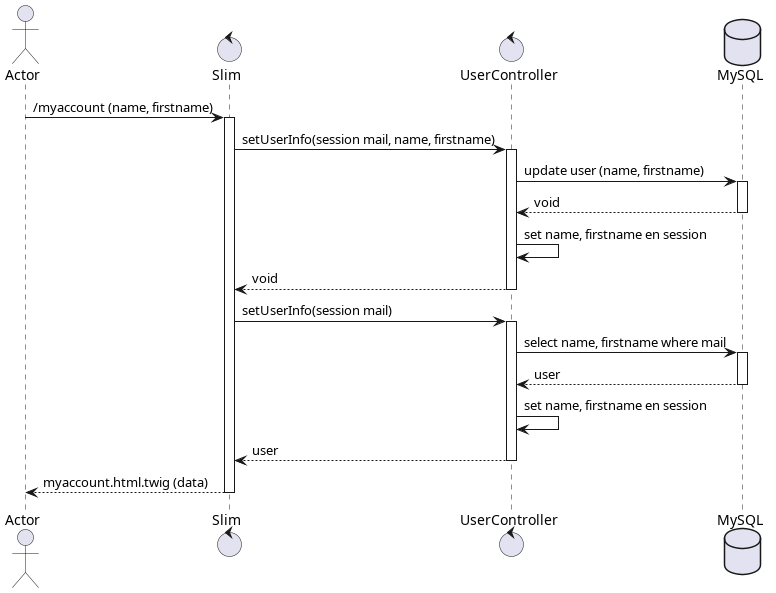 Actor
Slim
UserController
MySQL
/myaccount (name, firstname)
setUserInfo(session mail, name, firstname)
update user (name, firstname)
void
set name, firstname en session
void
setUserInfo(session mail)
select name, firstname where mail
user
set name, firstname en session
user
myaccount.html.twig (data)
Actor
Slim
UserController
MySQL